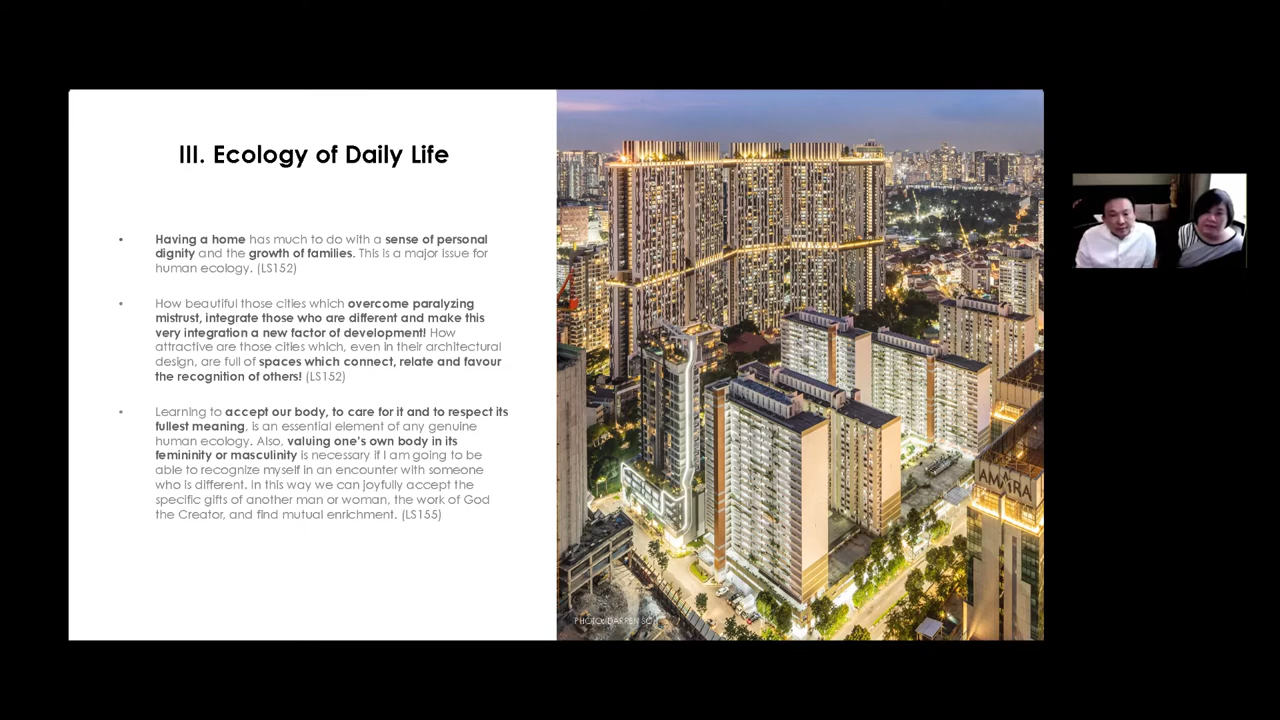 III. Ecology of Daily Life
• Having a home has much to do with a sense of personal
dignity and the growth of families. This is a major issue for
human ecology. (LS152)
• How beautiful those cities which overcome paralyzing
mistrust, integrate those who are different and make this
very integration a new factor of development! How
attractive are those cities which, even in their architectural
design, are full of spaces which connect, relate and favour
the recognition of others! (LS152)
• Learning to accept our body, to care for it and to respect its
fullest meaning, is an essential element of any genuine
human ecology. Also, valuing one's own body in its
femininity or masculinity is necessary if I am going to be
able to recognize myself in an encounter with someone
who is different. In this way we can joyfully accept the
specific gifts of another man or woman, the work of God
the Creator, and find mutual enrichment. (LS155)
AMARA
PHOTO: DARREN SOH